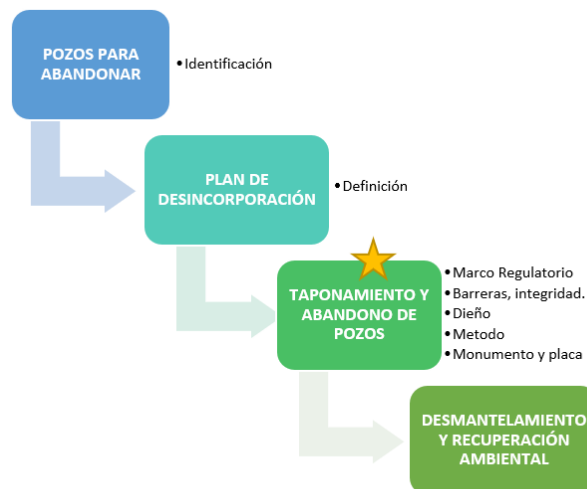 POZOS PARA
ABANDONAR
•Identificación
PLAN DE
DESINCORPORACIÓN
•Definición
TAPONAMIENTO Y
ABANDONO DE
POZOS
•Marco Regulatorio
•Barreras, integridad.
•Dieño
•Metodo
•Monumento y placa
DESMANTELAMIENTO
Y RECUPERACIÓN
AMBIENTAL